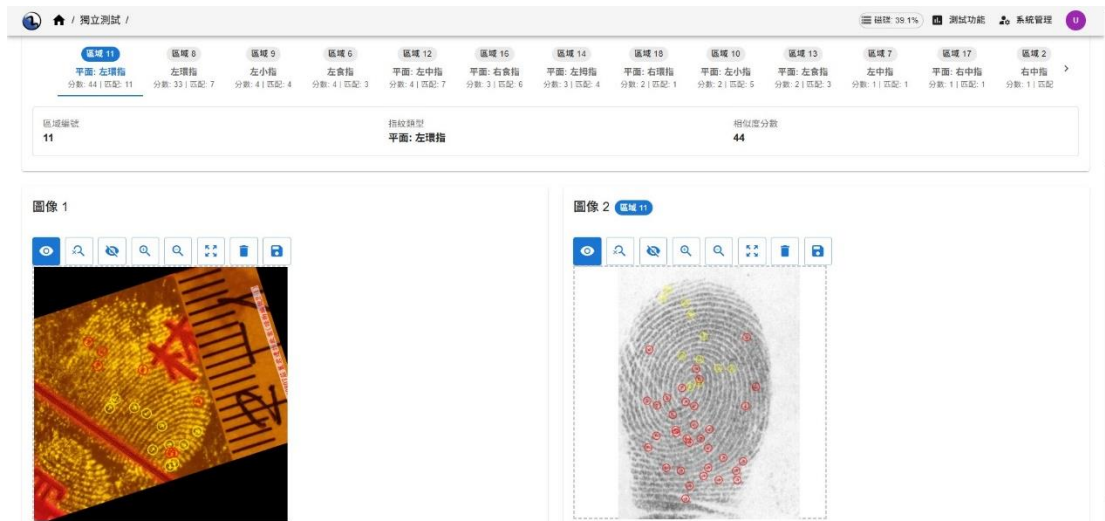 / 獨立測試 /
磁碟: 39.1% 測試功能 系統管理 U
區域 11 區域 8 區域 9 區域 6 區域 12 區域 16 區域 14 區域 18 區域 10 區域 13 區域 7 區域 17 區域 2
平面: 左環指 左環指 左小指 左食指 平面: 左中指 平面: 右食指 平面: 左拇指 平面: 右環指 平面: 左小指 平面: 左食指 左中指 平面: 右中指 右中指
分數: 44 | 匹配: 11 分數: 33 | 匹配: 7 分數: 4 | 匹配: 4 分數: 4 | 匹配: 3 分數: 4 | 匹配: 7 分數: 3 | 匹配: 6 分數: 3 | 匹配: 4 分數: 2 | 匹配: 1 分數: 2 | 匹配: 5 分數: 2 | 匹配: 3 分數: 1 | 匹配: 1 分數: 1 | 匹配: 1 分數: 1 | 匹配
區域編號 指紋類型 相似度分數
11 平面: 左環指 44
圖像 1
圖像 2 區域 11